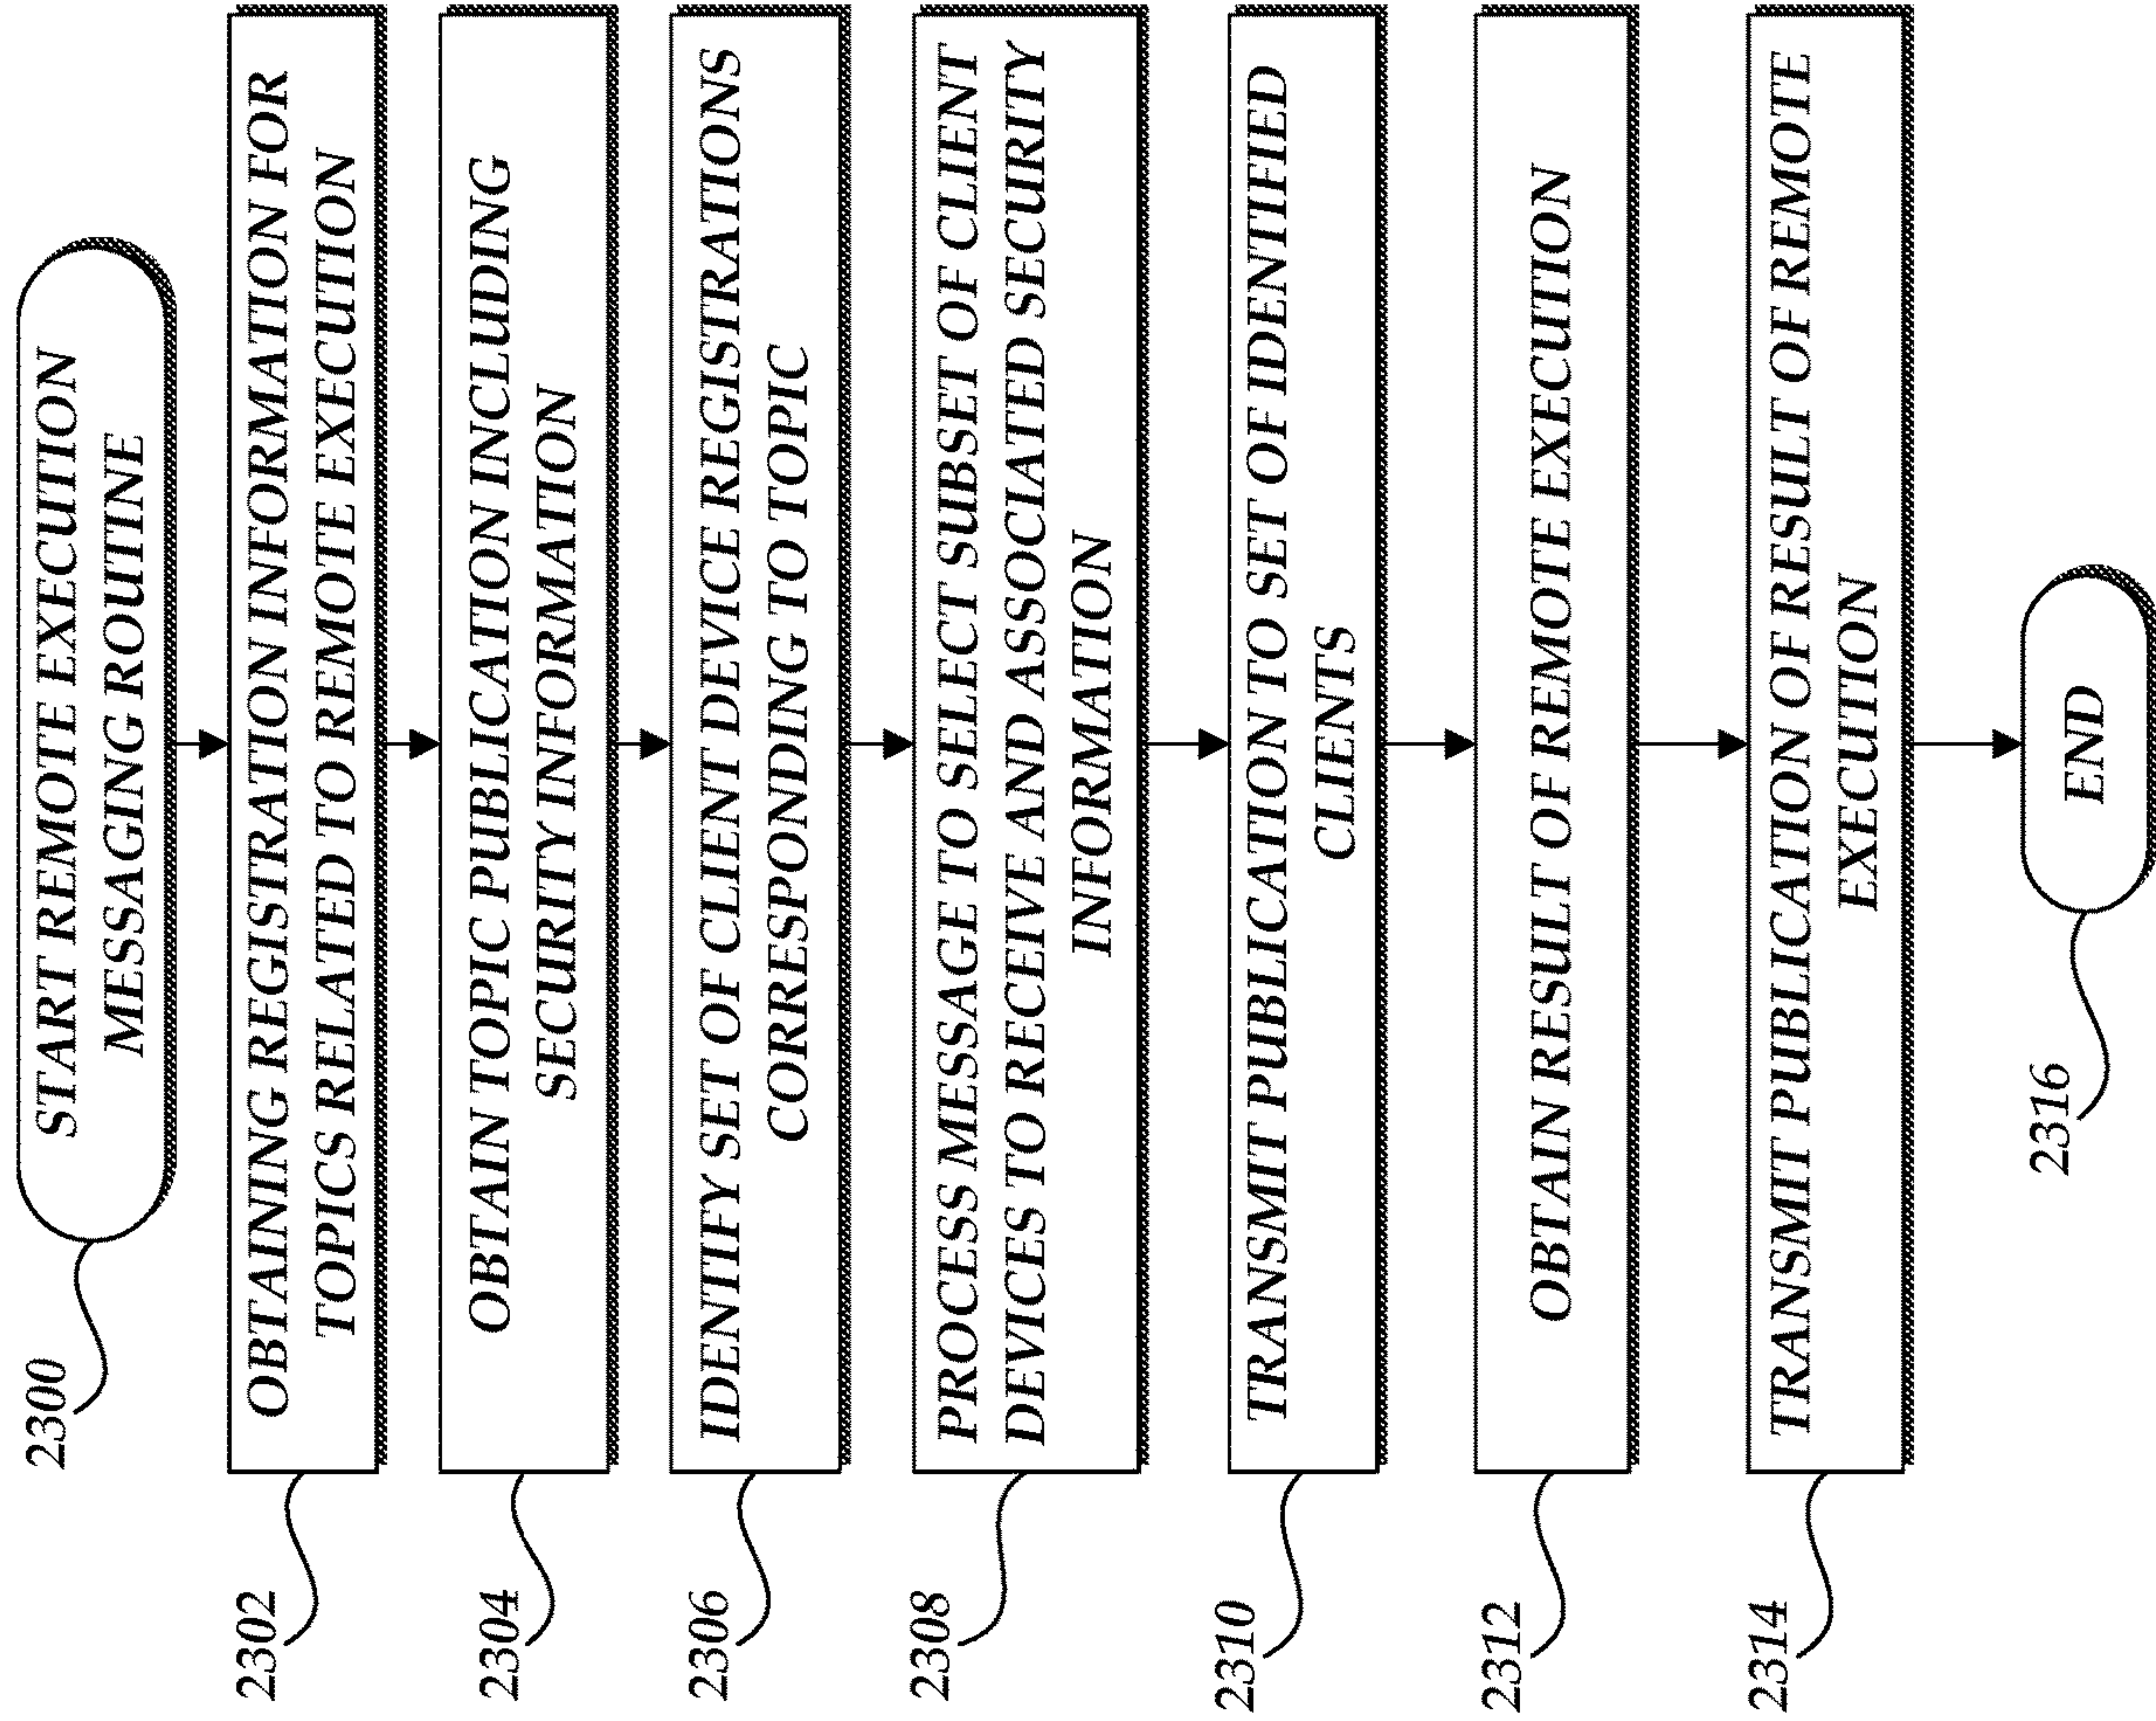 START REMOTE EXECUTION
MESSAGING ROUTINE
2300
OBTAINING REGISTRATION INFORMATION FOR
TOPICS RELATED TO REMOTE EXECUTION
2302
OBTAIN TOPIC PUBLICATION INCLUDING
SECURITY INFORMATION
2304
IDENTIFY SET OF CLIENT DEVICE REGISTRATIONS
CORRESPONDING TO TOPIC
2306
PROCESS MESSAGE TO SELECT SUBSET OF CLIENT
DEVICES TO RECEIVE AND ASSOCIATED SECURITY
INFORMATION
2308
TRANSMIT PUBLICATION TO SET OF IDENTIFIED
CLIENTS
2310
OBTAIN RESULT OF REMOTE EXECUTION
2312
TRANSMIT PUBLICATION OF RESULT OF REMOTE
EXECUTION
2314
END
2316